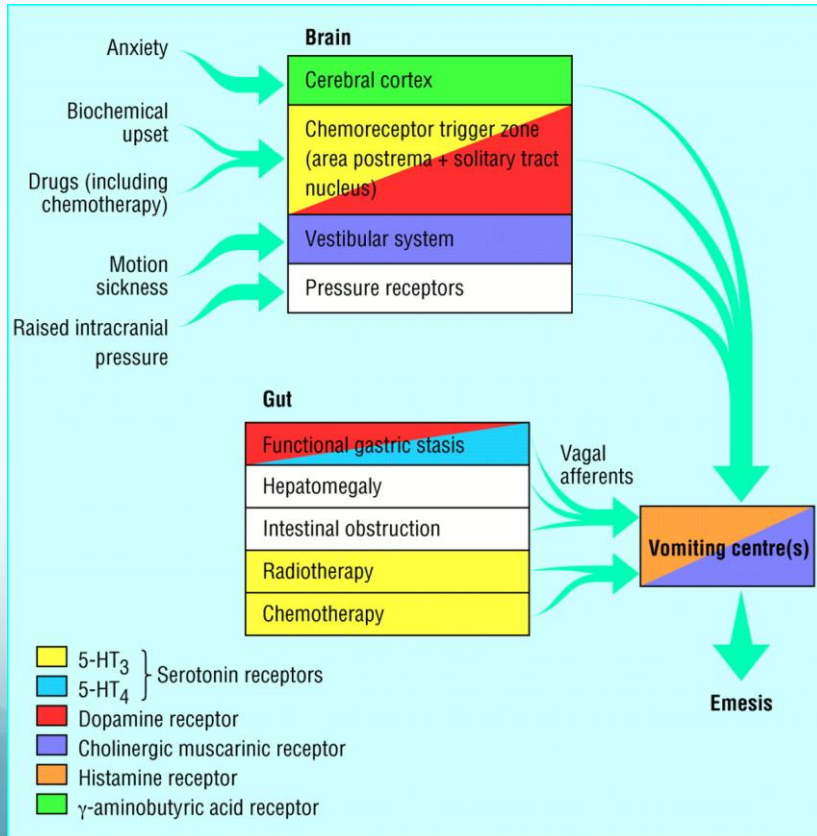 Brain
Anxiety
Cerebral cortex
Biochemical
upset
Chemoreceptor trigger zone
(area postrema + solitary tract
nucleus)
Drugs (including
chemotherapy)
Vestibular system
Motion
sickness
Pressure receptors
Raised intracranial
pressure
Gut
Functional gastric stasis
Vagal
afferents
Hepatomegaly
Intestinal obstruction
Radiotherapy
Chemotherapy
Vomiting centre(s)
Emesis
5-HT3
5-HT4
Serotonin receptors
Dopamine receptor
Cholinergic muscarinic receptor
Histamine receptor
γ-aminobutyric acid receptor